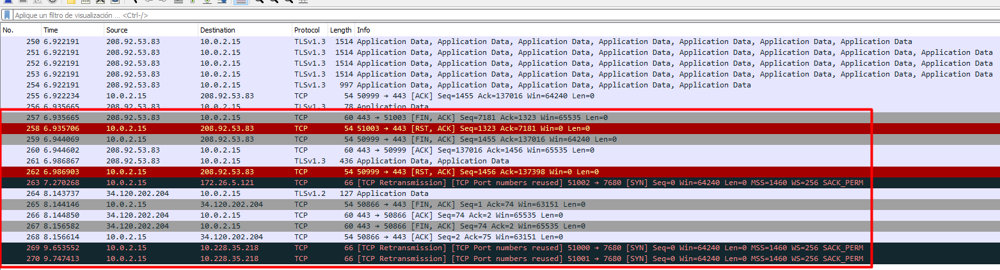 Aplique un filtro de visualización ... <Ctrl-/>
No. Time Source Destination Protocol Length Info
250 6.922191 208.92.53.83 10.0.2.15 TLSv1.3 1514 Application Data, Application Data, Application Data, Application Data, Application Data, Application Data, Application Data
251 6.922191 208.92.53.83 10.0.2.15 TLSv1.3 1514 Application Data, Application Data, Application Data, Application Data, Application Data, Application Data, Application Data, Application Data
252 6.922191 208.92.53.83 10.0.2.15 TLSv1.3 1514 Application Data, Application Data, Application Data, Application Data, Application Data, Application Data, Application Data, Application Data
253 6.922191 208.92.53.83 10.0.2.15 TLSv1.3 1514 Application Data, Application Data, Application Data, Application Data, Application Data, Application Data, Application Data, Application Data
254 6.922191 208.92.53.83 10.0.2.15 TLSv1.3 997 Application Data, Application Data, Application Data, Application Data, Application Data
255 6.922234 10.0.2.15 208.92.53.83 TCP 54 50999 → 443 [ACK] Seq=1455 Ack=137016 Win=64240 Len=0
256 6.935665 208.92.53.83 10.0.2.15 TLSv1.3 78 Application Data
257 6.935665 208.92.53.83 10.0.2.15 TCP 60 443 → 51003 [FIN, ACK] Seq=7181 Ack=1323 Win=65535 Len=0
258 6.935706 10.0.2.15 208.92.53.83 TCP 54 51003 → 443 [RST, ACK] Seq=1323 Ack=7181 Win=0 Len=0
259 6.944069 10.0.2.15 208.92.53.83 TCP 54 50999 → 443 [FIN, ACK] Seq=1455 Ack=137016 Win=64240 Len=0
260 6.944602 208.92.53.83 10.0.2.15 TCP 60 443 → 50999 [ACK] Seq=137016 Ack=1456 Win=65535 Len=0
261 6.986867 208.92.53.83 10.0.2.15 TLSv1.3 436 Application Data, Application Data
262 6.986903 10.0.2.15 208.92.53.83 TCP 54 50999 → 443 [RST, ACK] Seq=1456 Ack=137398 Win=0 Len=0
263 7.270268 10.0.2.15 172.26.5.121 TCP 66 [TCP Retransmission] [TCP Port numbers reused] 51002 → 7680 [SYN] Seq=0 Win=64240 Len=0 MSS=1460 WS=256 SACK_PERM
264 8.143737 34.120.202.204 10.0.2.15 TLSv1.2 127 Application Data
265 8.144146 10.0.2.15 34.120.202.204 TCP 54 50866 → 443 [FIN, ACK] Seq=1 Ack=74 Win=63151 Len=0
266 8.144850 34.120.202.204 10.0.2.15 TCP 60 443 → 50866 [ACK] Seq=74 Ack=2 Win=65535 Len=0
267 8.156582 34.120.202.204 10.0.2.15 TCP 60 443 → 50866 [FIN, ACK] Seq=74 Ack=2 Win=65535 Len=0
268 8.156614 10.0.2.15 34.120.202.204 TCP 54 50866 → 443 [ACK] Seq=2 Ack=75 Win=63151 Len=0
269 9.653552 10.0.2.15 10.228.35.218 TCP 66 [TCP Retransmission] [TCP Port numbers reused] 51000 → 7680 [SYN] Seq=0 Win=64240 Len=0 MSS=1460 WS=256 SACK_PERM
270 9.747413 10.0.2.15 10.228.35.218 TCP 66 [TCP Retransmission] [TCP Port numbers reused] 51001 → 7680 [SYN] Seq=0 Win=64240 Len=0 MSS=1460 WS=256 SACK_PERM